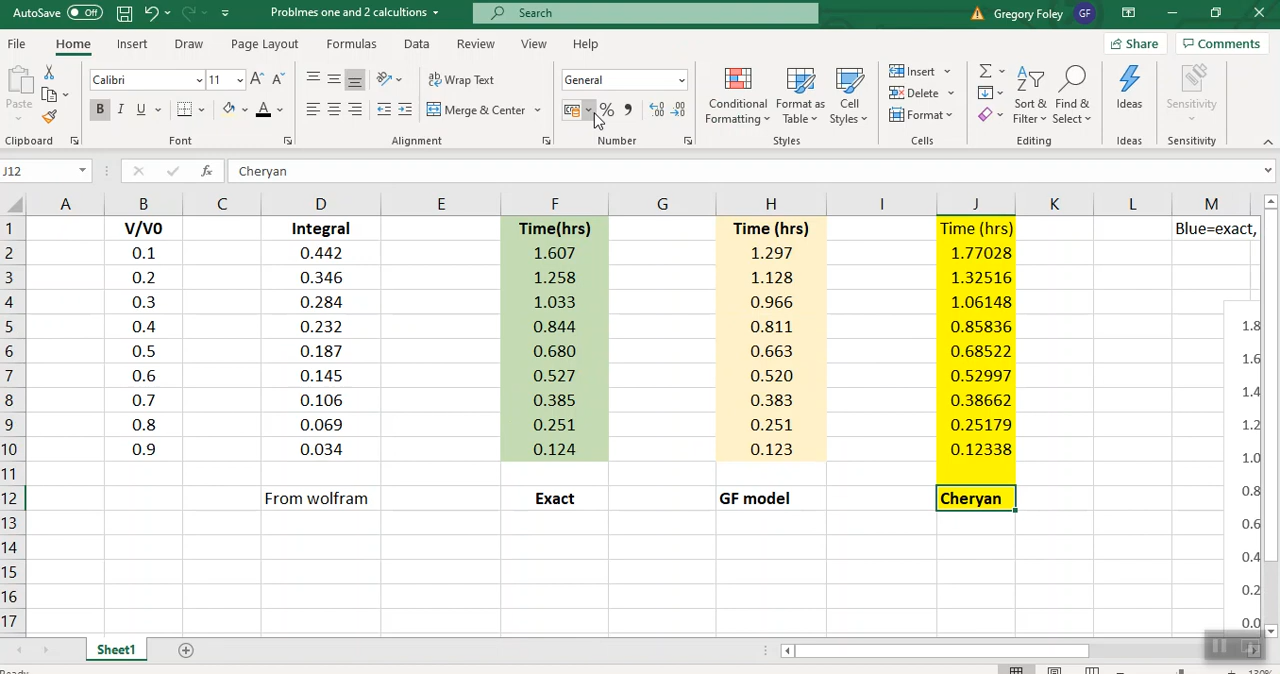 AutoSave Off Problmes one and 2 calcultions Search Gregory Foley GF
File Home Insert Draw Page Layout Formulas Data Review View Help Share Comments
Paste Calibri 11 Wrap Text General Conditional Formatting Format as Table Cell Styles Insert Sort & Filter Find & Select Ideas Sensitivity
B I U A Merge & Center % Delete
Format
Clipboard Font Alignment Number Styles Cells Editing Ideas Sensitivity
J12 fx Cheryan
A B C D E F G H I J K L M
1 V/V0 Integral Time(hrs) Time (hrs) Time (hrs) Blue=exact,
2 0.1 0.442 1.607 1.297 1.77028
3 0.2 0.346 1.258 1.128 1.32516
4 0.3 0.284 1.033 0.966 1.06148
5 0.4 0.232 0.844 0.811 0.85836 1.8
6 0.5 0.187 0.680 0.663 0.68522 1.6
7 0.6 0.145 0.527 0.520 0.52997 1.4
8 0.7 0.106 0.385 0.383 0.38662 1.2
9 0.8 0.069 0.251 0.251 0.25179
10 0.9 0.034 0.124 0.123 0.12338 1.0
11
12 From wolfram Exact GF model Cheryan 0.8
13 0.6
14 0.4
15
16 0.2
17 0.0
Sheet1
130%